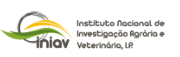 iniav
Instituto Nacional de
Investigação Agrária e
Veterinária, I.P.